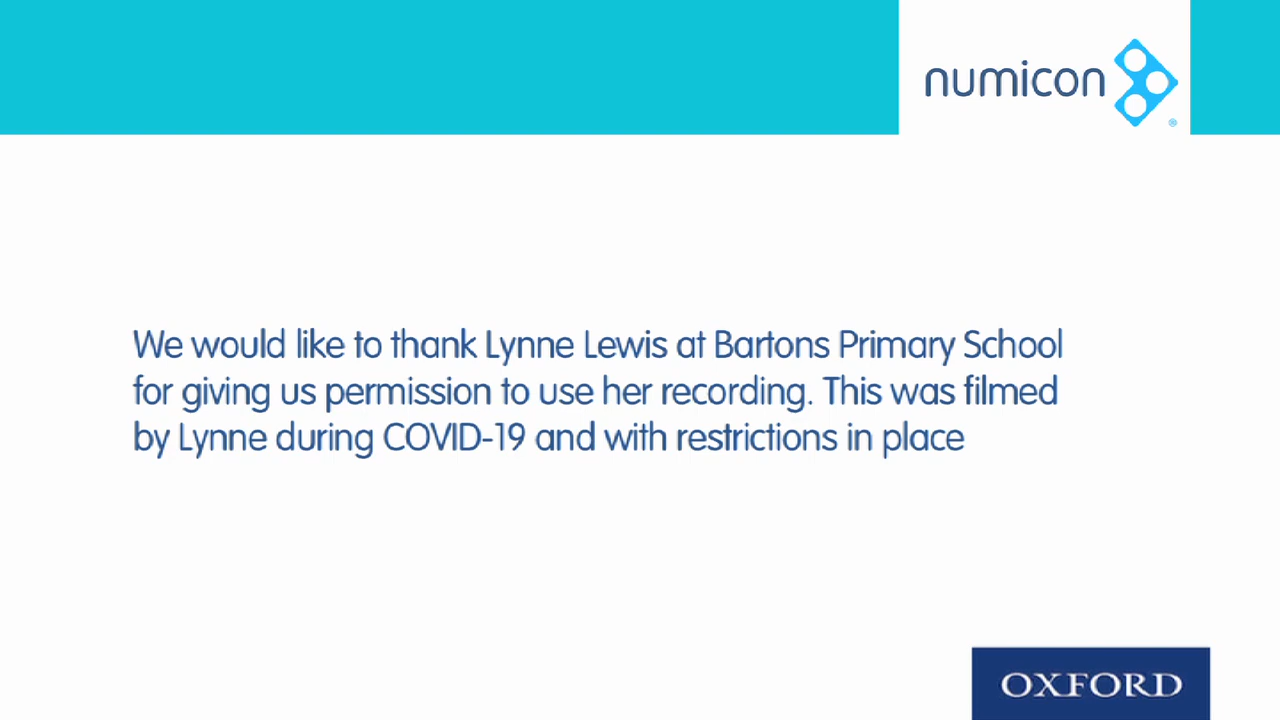 numicon
We would like to thank Lynne Lewis at Bartons Primary School
for giving us permission to use her recording. This was filmed
by Lynne during COVID-19 and with restrictions in place
OXFORD